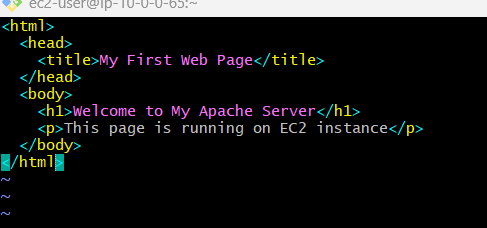 ec2-user@ip-10-0-0-65:~
<html>
  <head>
    <title>My First Web Page</title>
  </head>
  <body>
    <h1>Welcome to My Apache Server</h1>
    <p>This page is running on EC2 instance</p>
  </body>
</html>
~
~
~